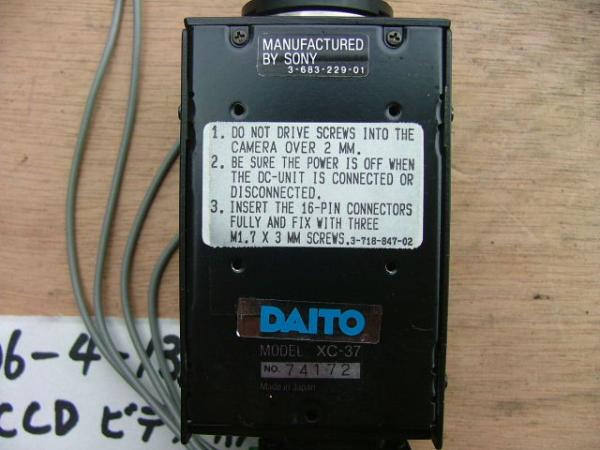 MANUFACTURED
BY SONY
3-683-229-01
1. DO NOT DRIVE SCREWS INTO THE
CAMERA OVER 2 MM.
2. BE SURE THE POWER IS OFF WHEN
THE DC-UNIT IS CONNECTED OR
DISCONNECTED.
3. INSERT THE 16-PIN CONNECTORS
FULLY AND FIX WITH THREE
M1.7 X 3 MM SCREWS. 3-718-847-02
DAITO
MODEL XC-37
NO. 74172
Made in Japan
06-4-13
CCD ビデ